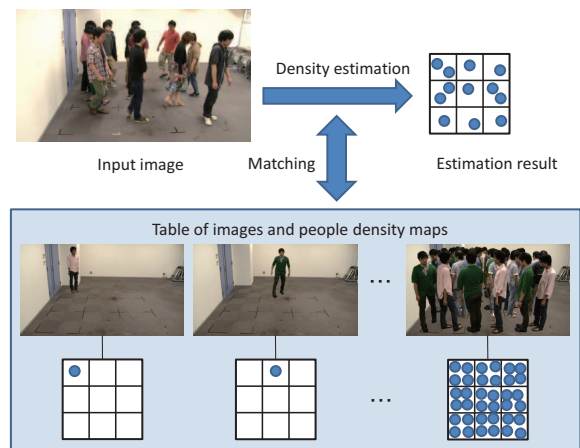 Density estimation
Input image
Matching
Estimation result
Table of images and people density maps
...
...